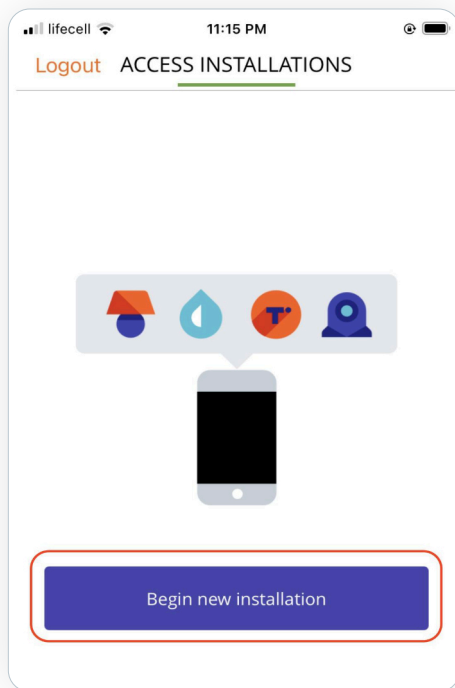 lifecell
11:15 PM
Logout ACCESS INSTALLATIONS
T
Begin new installation